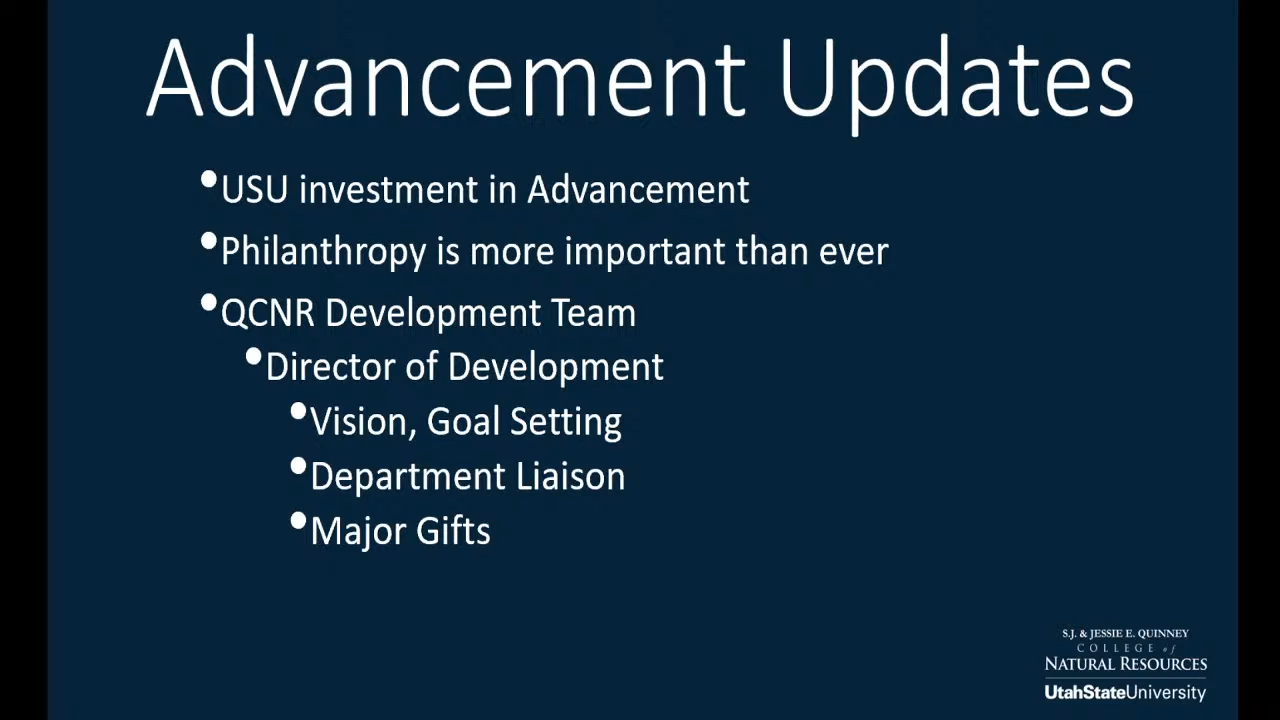 Advancement Updates
•USU investment in Advancement
•Philanthropy is more important than ever
•QCNR Development Team
•Director of Development
•Vision, Goal Setting
•Department Liaison
•Major Gifts
S.J. & JESSIE E. QUINNEY
COLLEGE of
NATURAL RESOURCES
UtahStateUniversity